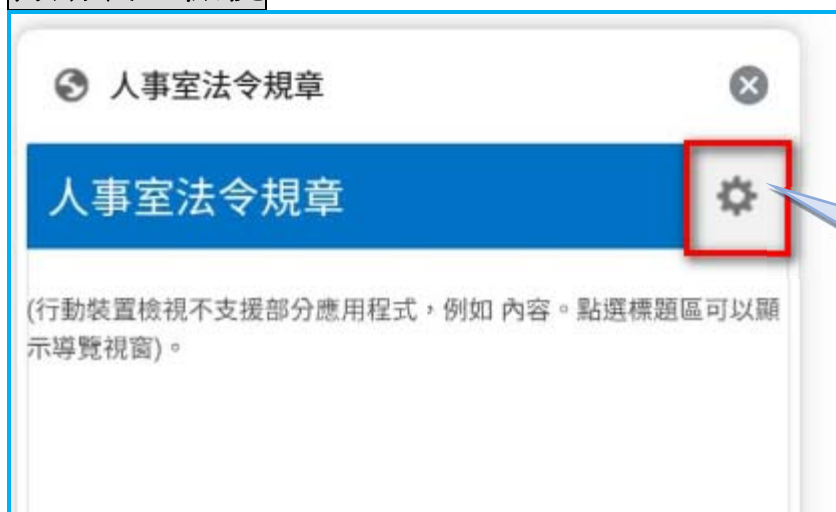 人事室法令規章
人事室法令規章
(行動裝置檢視不支援部分應用程式，例如 內容。點選標題區可以顯
示導覽視窗)。